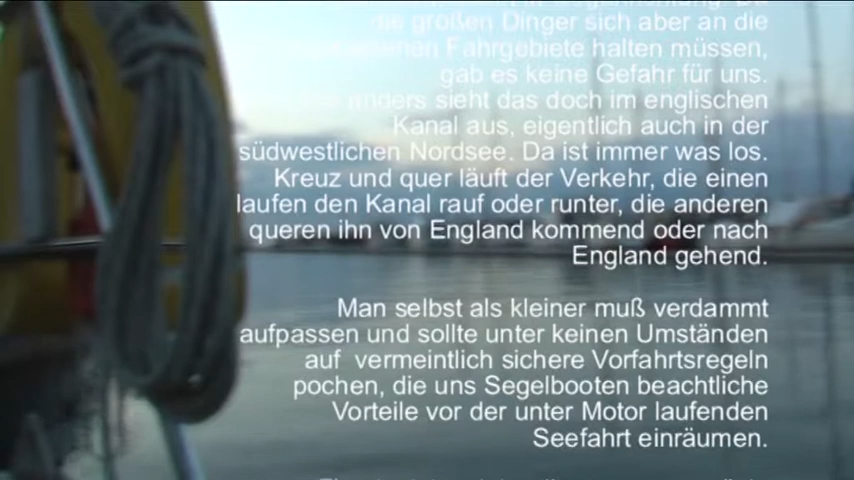 die großen Dinger sich aber an die
Fahrgebiete halten müssen,
gab es keine Gefahr für uns.
anders sieht das doch im englischen
Kanal aus, eigentlich auch in der
südwestlichen Nordsee. Da ist immer was los.
Kreuz und quer läuft der Verkehr, die einen
laufen den Kanal rauf oder runter, die anderen
queren ihn von England kommend oder nach
England gehend.
Man selbst als kleiner muß verdammt
aufpassen und sollte unter keinen Umständen
auf vermeintlich sichere Vorfahrtsregeln
pochen, die uns Segelbooten beachtliche
Vorteile vor der unter Motor laufenden
Seefahrt einräumen.